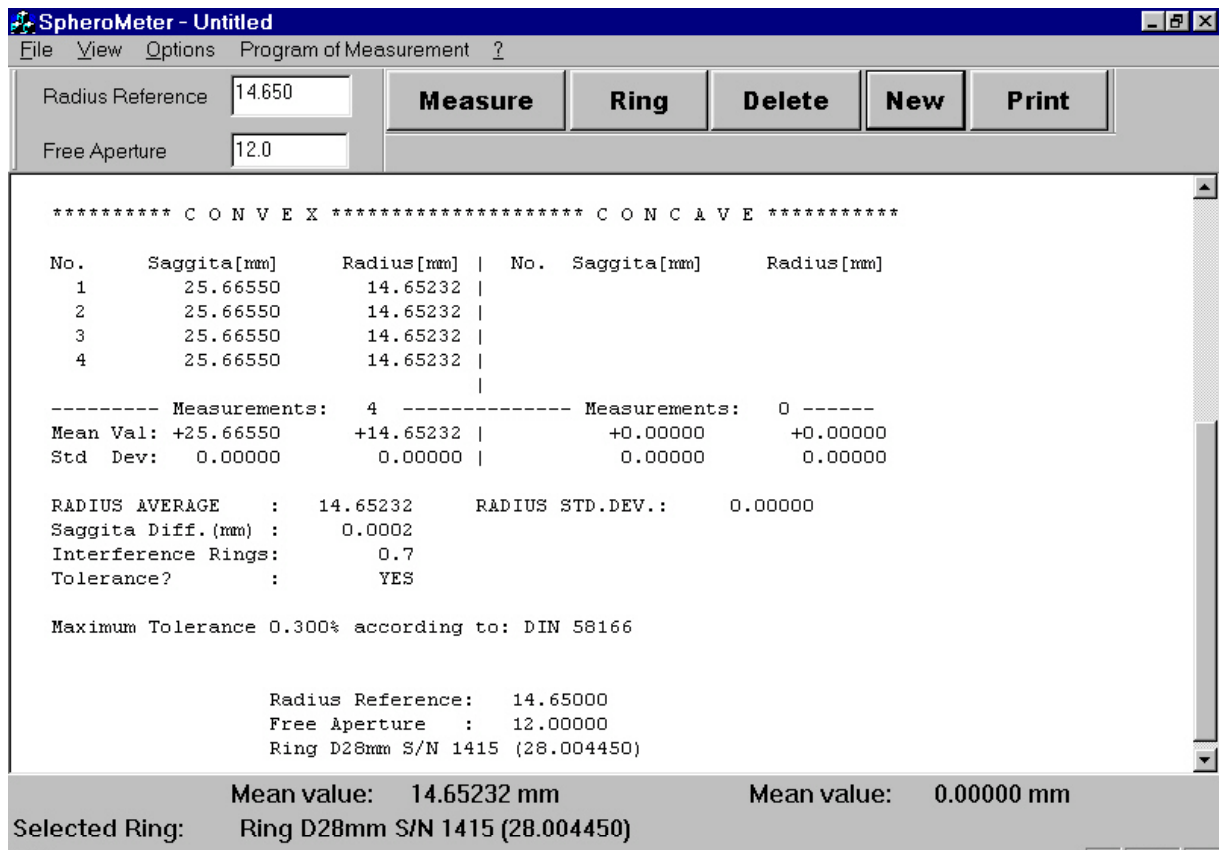 SpheroMeter - Untitled
File View Options Program of Measurement ?
Radius Reference 14.650 Measure Ring Delete New Print
Free Aperture 12.0
********** C O N V E X ********************* C O N C A V E ***********
No. Saggita[mm] Radius[mm] | No. Saggita[mm] Radius[mm]
1 25.66550 14.65232 |
2 25.66550 14.65232 |
3 25.66550 14.65232 |
4 25.66550 14.65232 |
|
--------- Measurements: 4 -------------- Measurements: 0 ------
Mean Val: +25.66550 +14.65232 | +0.00000 +0.00000
Std Dev: 0.00000 0.00000 | 0.00000 0.00000
RADIUS AVERAGE : 14.65232 RADIUS STD.DEV.: 0.00000
Saggita Diff.(mm) : 0.0002
Interference Rings: 0.7
Tolerance? : YES
Maximum Tolerance 0.300% according to: DIN 58166
Radius Reference: 14.65000
Free Aperture : 12.00000
Ring D28mm S/N 1415 (28.004450)
Mean value: 14.65232 mm Mean value: 0.00000 mm
Selected Ring: Ring D28mm S/N 1415 (28.004450)